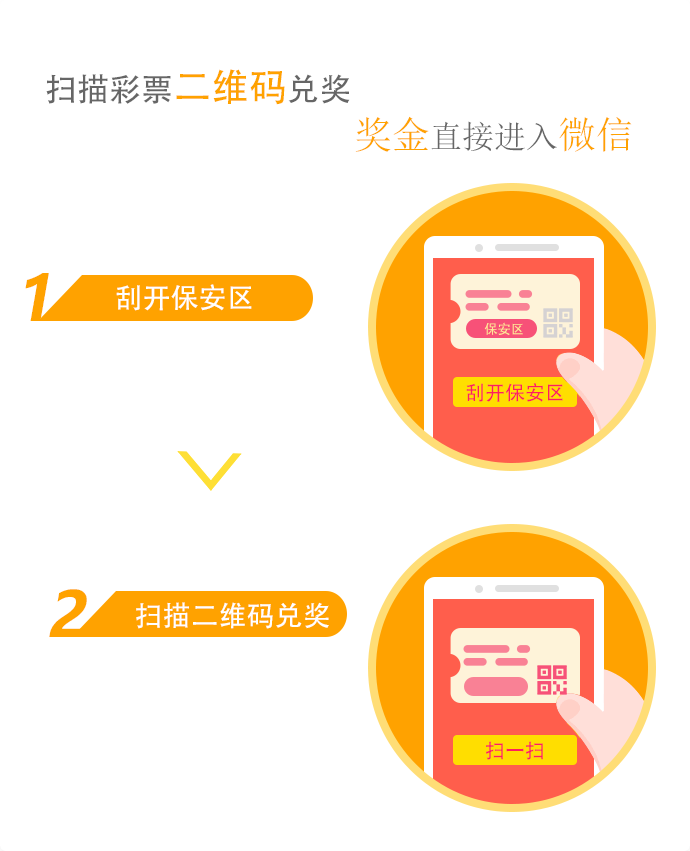 扫描彩票二维码兑奖
奖金直接进入微信
1 刮开保安区
保安区
刮开保安区
2 扫描二维码兑奖
扫一扫